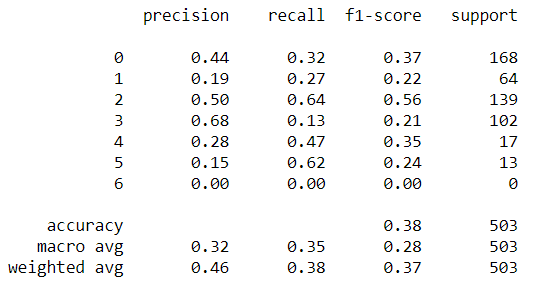 precision recall f1-score support
0 0.44 0.32 0.37 168
1 0.19 0.27 0.22 64
2 0.50 0.64 0.56 139
3 0.68 0.13 0.21 102
4 0.28 0.47 0.35 17
5 0.15 0.62 0.24 13
6 0.00 0.00 0.00 0
accuracy 0.38 503
macro avg 0.32 0.35 0.28 503
weighted avg 0.46 0.38 0.37 503